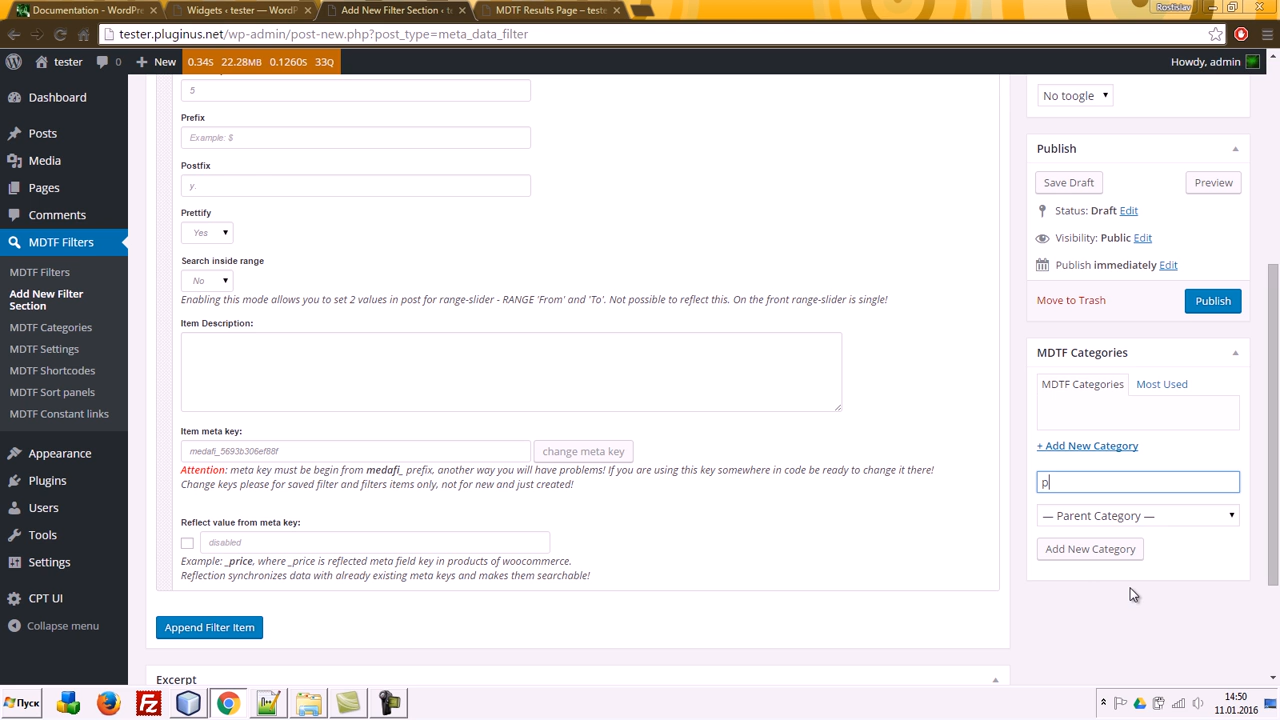 Documentation - WordPre
Widgets ‹ tester — WordP
Add New Filter Section ‹ t
MDTF Results Page – teste
Rostislav
tester.pluginus.net/wp-admin/post-new.php?post_type=meta_data_filter
tester
0
New
0.34S 22.28MB 0.1260S 33Q
Howdy, admin
Dashboard
Posts
Media
Pages
Comments
MDTF Filters
MDTF Filters
Add New Filter
Section
MDTF Categories
MDTF Settings
MDTF Shortcodes
MDTF Sort panels
MDTF Constant links
Appearance
Plugins
Users
Tools
Settings
CPT UI
Collapse menu
5
Prefix
Example: $
Postfix
y.
Prettify
Yes
Search inside range
No
Enabling this mode allows you to set 2 values in post for range-slider - RANGE 'From' and 'To'. Not possible to reflect this. On the front range-slider is single!
Item Description:
Item meta key:
medafi_5693b306ef88f
change meta key
Attention: meta key must be begin from medafi_ prefix, another way you will have problems! If you are using this key somewhere in code be ready to change it there!
Change keys please for saved filter and filters items only, not for new and just created!
Reflect value from meta key:
disabled
Example: _price, where _price is reflected meta field key in products of woocommerce.
Reflection synchronizes data with already existing meta keys and makes them searchable!
Append Filter Item
Excerpt
No toogle
Publish
Save Draft
Preview
Status: Draft Edit
Visibility: Public Edit
Publish immediately Edit
Move to Trash
Publish
MDTF Categories
MDTF Categories
Most Used
+ Add New Category
p
— Parent Category —
Add New Category
Пуск
14:50
11.01.2016